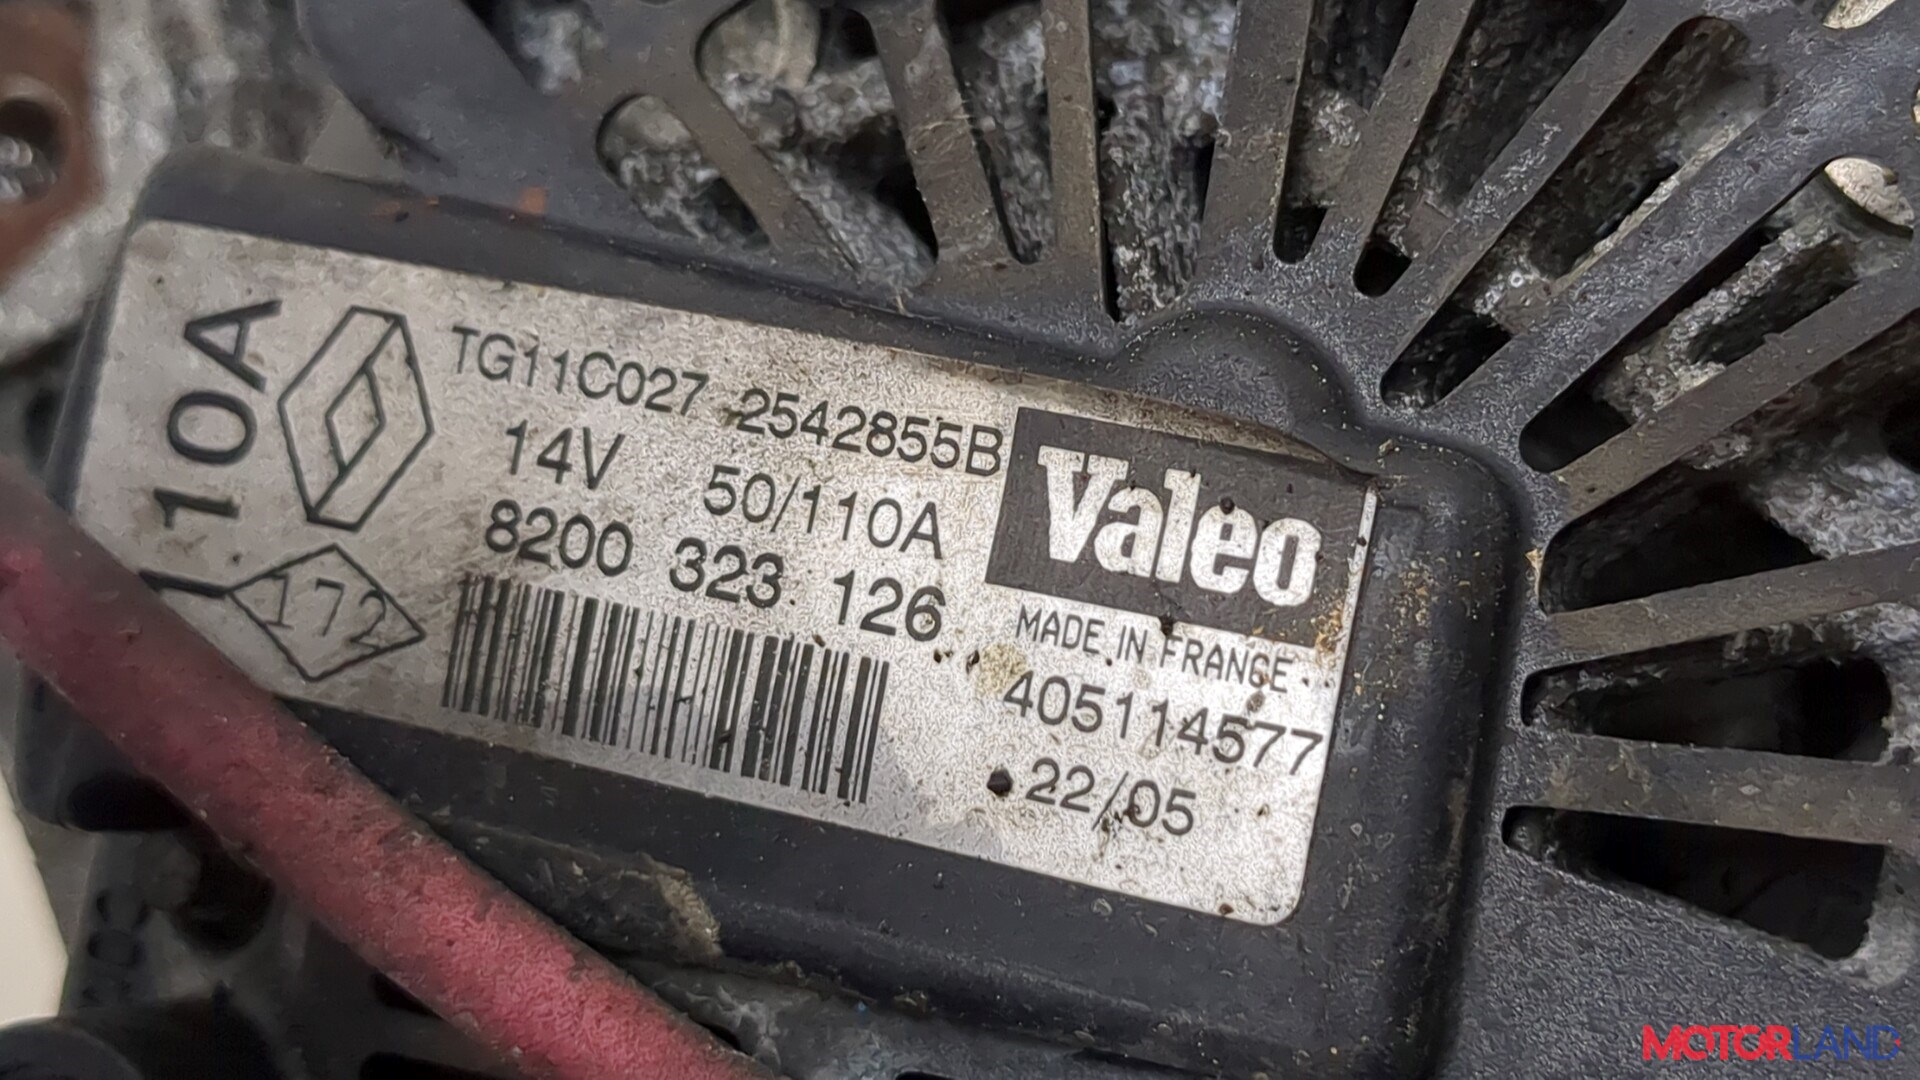 110A
TG11C027 2542855B
14V 50/110A
8200 323 126
172
Valeo
MADE IN FRANCE
405114577
22/05
MOTORLAND